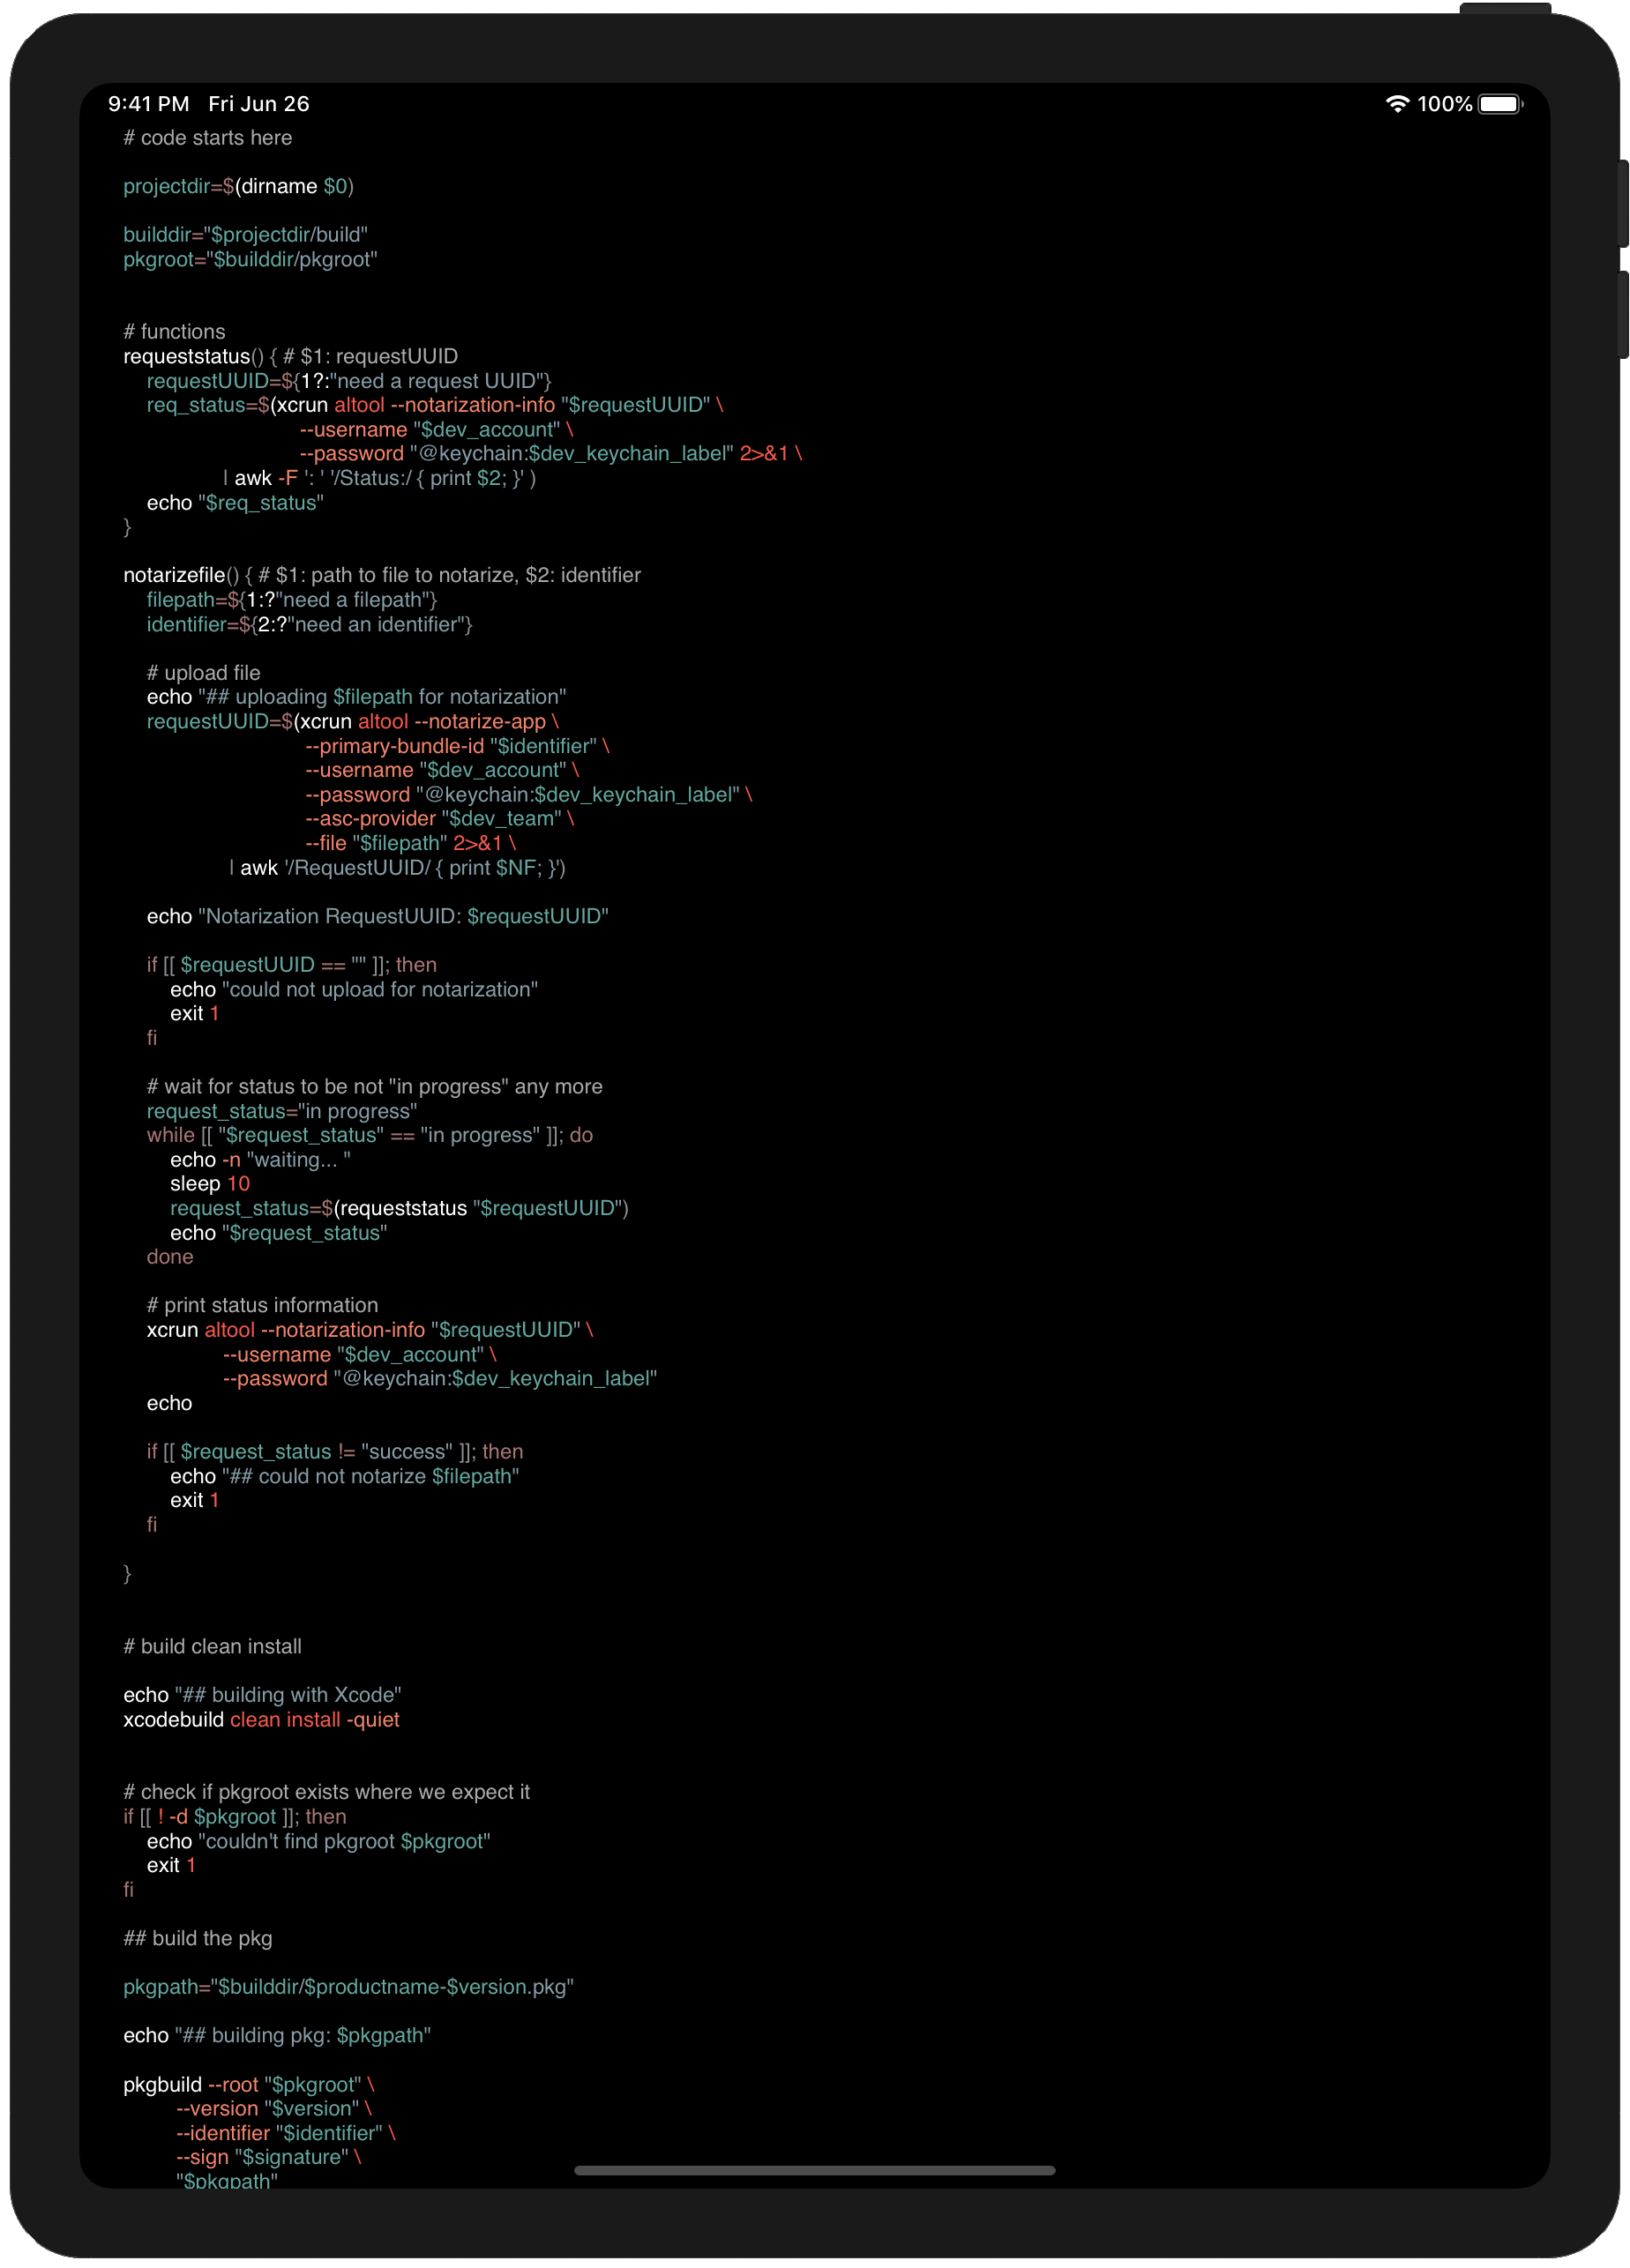 9:41 PM Fri Jun 26 100%
# code starts here
projectdir=$(dirname $0)
builddir="$projectdir/build"
pkgroot="$builddir/pkgroot"
# functions
requeststatus() { # $1: requestUUID
requestUUID=${1?:"need a request UUID"}
req_status=$(xcrun altool --notarization-info "$requestUUID" \
--username "$dev_account" \
--password "@keychain:$dev_keychain_label" 2>&1 \
| awk -F ': ' '/Status:/ { print $2; }' )
echo "$req_status"
}
notarizefile() { # $1: path to file to notarize, $2: identifier
filepath=${1:?"need a filepath"}
identifier=${2:?"need an identifier"}
# upload file
echo "## uploading $filepath for notarization"
requestUUID=$(xcrun altool --notarize-app \
--primary-bundle-id "$identifier" \
--username "$dev_account" \
--password "@keychain:$dev_keychain_label" \
--asc-provider "$dev_team" \
--file "$filepath" 2>&1 \
| awk '/RequestUUID/ { print $NF; }')
echo "Notarization RequestUUID: $requestUUID"
if [[ $requestUUID == "" ]]; then
echo "could not upload for notarization"
exit 1
fi
# wait for status to be not "in progress" any more
request_status="in progress"
while [[ "$request_status" == "in progress" ]]; do
echo -n "waiting... "
sleep 10
request_status=$(requeststatus "$requestUUID")
echo "$request_status"
done
# print status information
xcrun altool --notarization-info "$requestUUID" \
--username "$dev_account" \
--password "@keychain:$dev_keychain_label"
echo
if [[ $request_status != "success" ]]; then
echo "## could not notarize $filepath"
exit 1
fi
}
# build clean install
echo "## building with Xcode"
xcodebuild clean install -quiet
# check if pkgroot exists where we expect it
if [[ ! -d $pkgroot ]]; then
echo "couldn't find pkgroot $pkgroot"
exit 1
fi
## build the pkg
pkgpath="$builddir/$productname-$version.pkg"
echo "## building pkg: $pkgpath"
pkgbuild --root "$pkgroot" \
--version "$version" \
--identifier "$identifier" \
--sign "$signature" \
"$pkgpath"